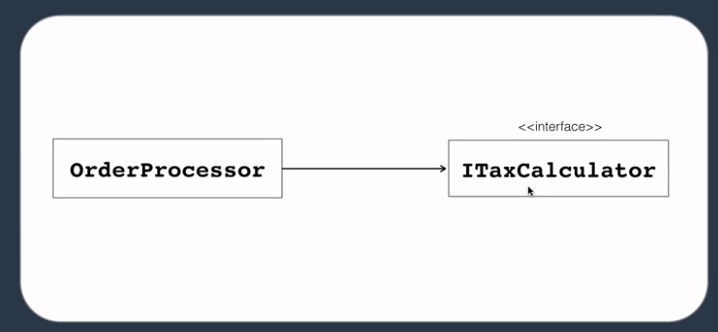 <<interface>>
OrderProcessor
ITaxCalculator